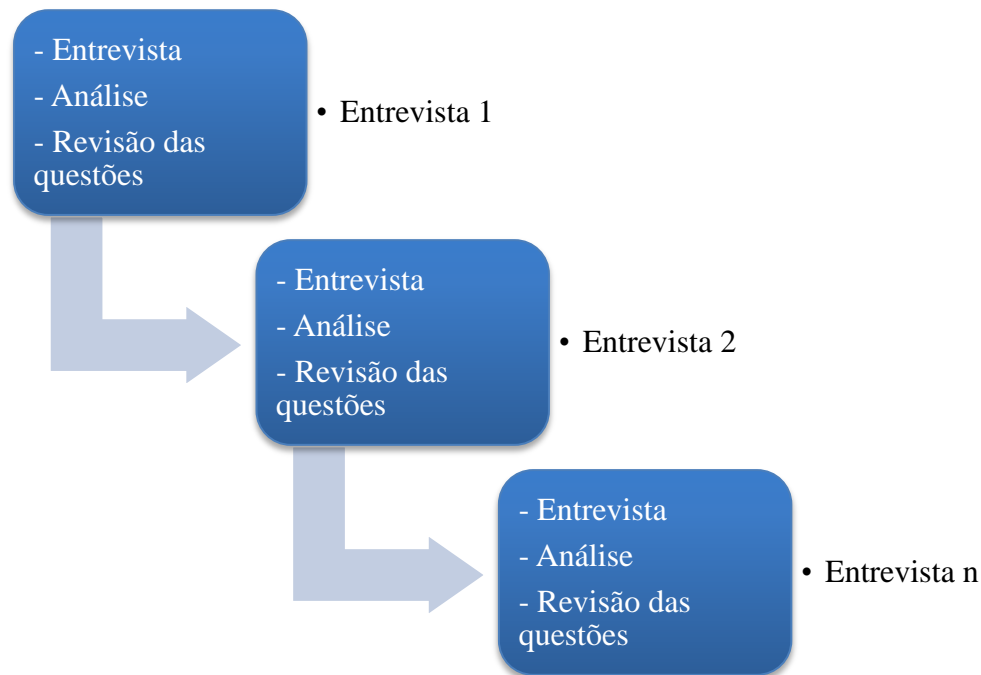 - Entrevista
- Análise
- Revisão das
questões
• Entrevista 1
- Entrevista
- Análise
- Revisão das
questões
• Entrevista 2
- Entrevista
- Análise
- Revisão das
questões
• Entrevista n